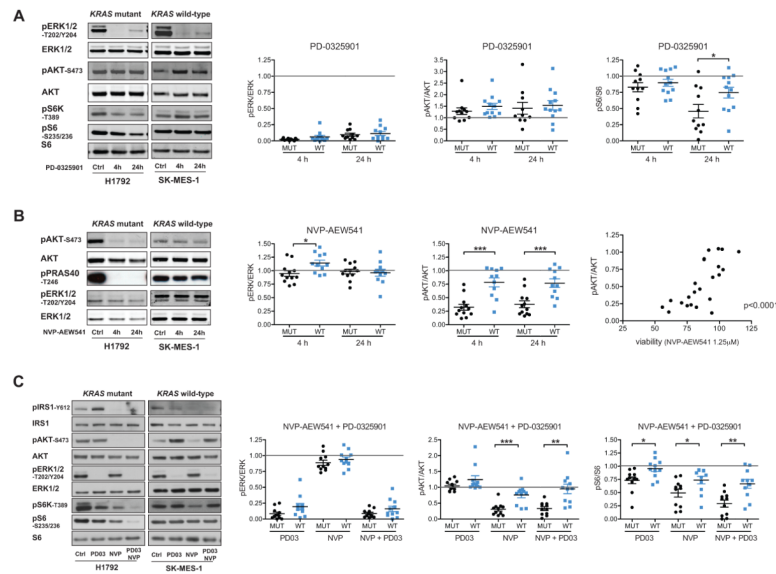 A
KRAS mutant KRAS wild-type
pERK1/2
-T202/Y204
ERK1/2
pAKT-S473
AKT
pS6K
-T389
pS6
-S235/236
S6
Ctrl 4h 24h Ctrl 4h 24h
PD-0325901
H1792 SK-MES-1
PD-0325901
pERK/ERK
1.25
1.00
0.75
0.50
0.25
0.00
MUT WT MUT WT
4 h 24 h
PD-0325901
pAKT/AKT
3.5
3.0
2.5
2.0
1.5
1.0
0.5
0.0
MUT WT MUT WT
4 h 24 h
PD-0325901
*
pS6/S6
1.25
1.00
0.75
0.50
0.25
0.00
MUT WT MUT WT
4 h 24 h
B
KRAS mutant KRAS wild-type
pAKT-S473
AKT
pPRAS40
-T246
pERK1/2
-T202/Y204
ERK1/2
NVP-AEW541 Ctrl 4h 24h Ctrl 4h 24h
H1792 SK-MES-1
NVP-AEW541
*
pERK/ERK
1.50
1.25
1.00
0.75
0.50
0.25
0.00
MUT WT MUT WT
4 h 24 h
NVP-AEW541
*** ***
pAKT/AKT
1.50
1.25
1.00
0.75
0.50
0.25
0.00
MUT WT MUT WT
4 h 24 h
pAKT/AKT
1.25
1.00
0.75
0.50
0.25
0.00
p<0.0001
25 50 75 100 125
viability (NVP-AEW541 1.25µM)
C
KRAS mutant KRAS wild-type
pIRS1-Y612
IRS1
pAKT-S473
AKT
pERK1/2
-T202/Y204
ERK1/2
pS6K-T389
pS6
-S235/236
S6
Ctrl PD03 NVP PD03 NVP Ctrl PD03 NVP PD03 NVP
H1792 SK-MES-1
NVP-AEW541 + PD-0325901
pERK/ERK
1.25
1.00
0.75
0.50
0.25
0.00
MUT WT MUT WT MUT WT
PD03 NVP NVP + PD03
NVP-AEW541 + PD-0325901
*** **
pAKT/AKT
2.5
2.0
1.5
1.0
0.5
0.0
MUT WT MUT WT MUT WT
PD03 NVP NVP + PD03
NVP-AEW541 + PD-0325901
* * **
pS6/S6
1.50
1.25
1.00
0.75
0.50
0.25
0.00
MUT WT MUT WT MUT WT
PD03 NVP NVP + PD03